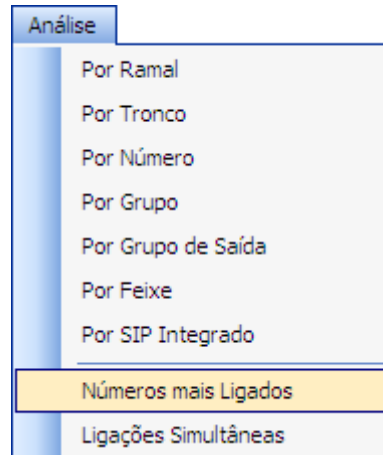 Análise
Por Ramal
Por Tronco
Por Número
Por Grupo
Por Grupo de Saída
Por Feixe
Por SIP Integrado
Números mais Ligados
Ligações Simultâneas